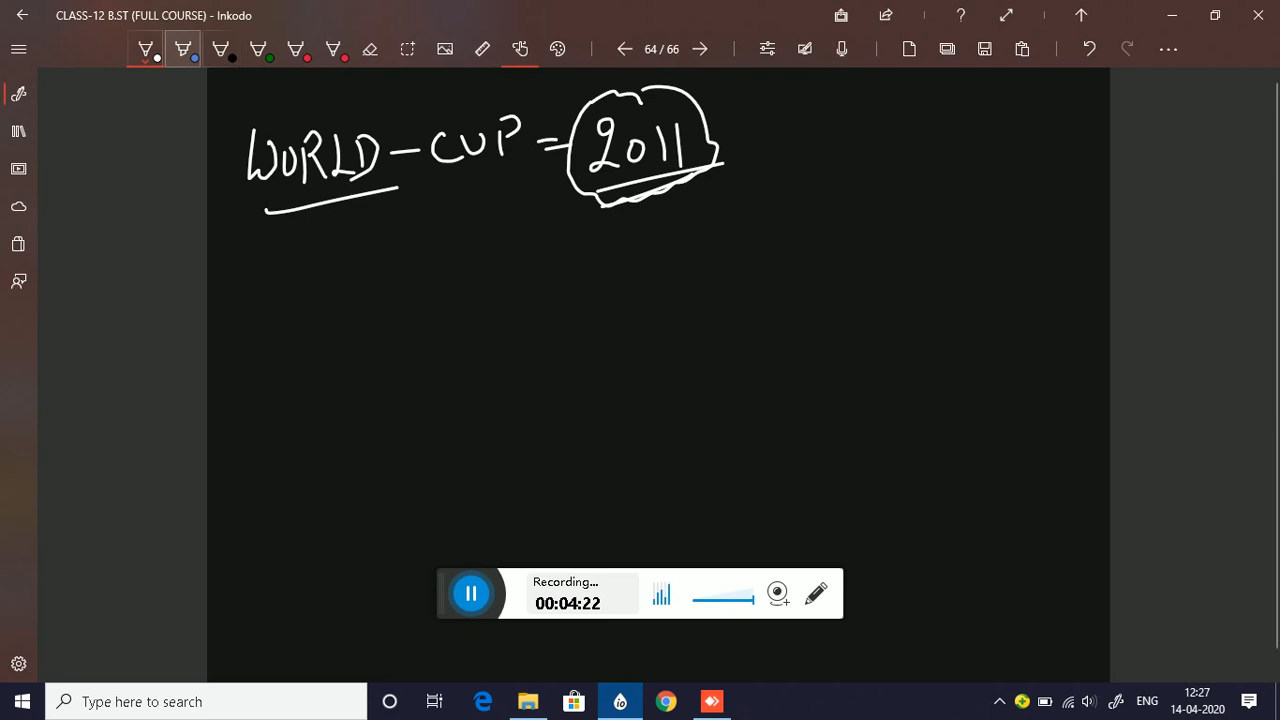 CLASS-12 B.ST (FULL COURSE) - Inkodo
64 / 66
WORLD - CUP = 2011
Recording...
00:04:22
Type here to search
io
ENG
12:27
14-04-2020